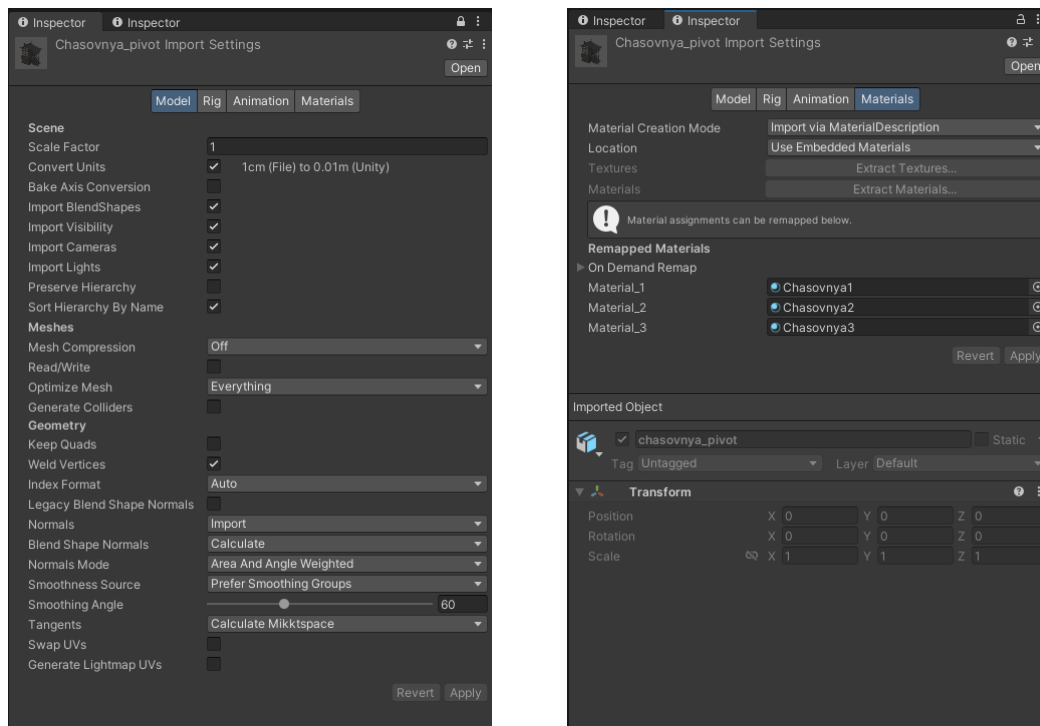 Inspector Inspector
Chasovnya_pivot Import Settings
Open
Model Rig Animation Materials
Scene
Scale Factor 1
Convert Units 1cm (File) to 0.01m (Unity)
Bake Axis Conversion
Import BlendShapes
Import Visibility
Import Cameras
Import Lights
Preserve Hierarchy
Sort Hierarchy By Name
Meshes
Mesh Compression Off
Read/Write
Optimize Mesh Everything
Generate Colliders
Geometry
Keep Quads
Weld Vertices
Index Format Auto
Legacy Blend Shape Normals
Normals Import
Blend Shape Normals Calculate
Normals Mode Area And Angle Weighted
Smoothness Source Prefer Smoothing Groups
Smoothing Angle 60
Tangents Calculate Mikktspace
Swap UVs
Generate Lightmap UVs
Revert Apply
Inspector Inspector
Chasovnya_pivot Import Settings
Open
Model Rig Animation Materials
Material Creation Mode Import via MaterialDescription
Location Use Embedded Materials
Textures Extract Textures...
Materials Extract Materials...
Material assignments can be remapped below.
Remapped Materials
On Demand Remap
Material_1 Chasovnya1
Material_2 Chasovnya2
Material_3 Chasovnya3
Revert Apply
Imported Object
chasovnya_pivot Static
Tag Untagged Layer Default
Transform
Position X 0 Y 0 Z 0
Rotation X 0 Y 0 Z 0
Scale X 1 Y 1 Z 1